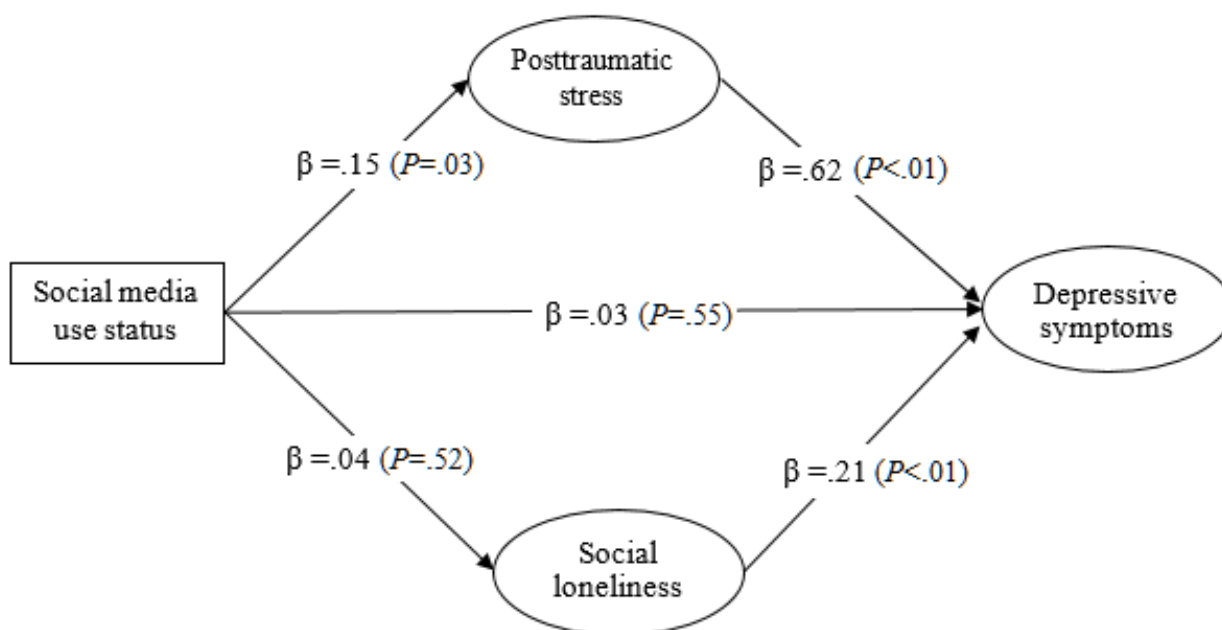 Posttraumatic
stress
β =.15 (P=.03)
β =.62 (P<.01)
Social media
use status
β =.03 (P=.55)
Depressive
symptoms
β =.04 (P=.52)
β =.21 (P<.01)
Social
loneliness